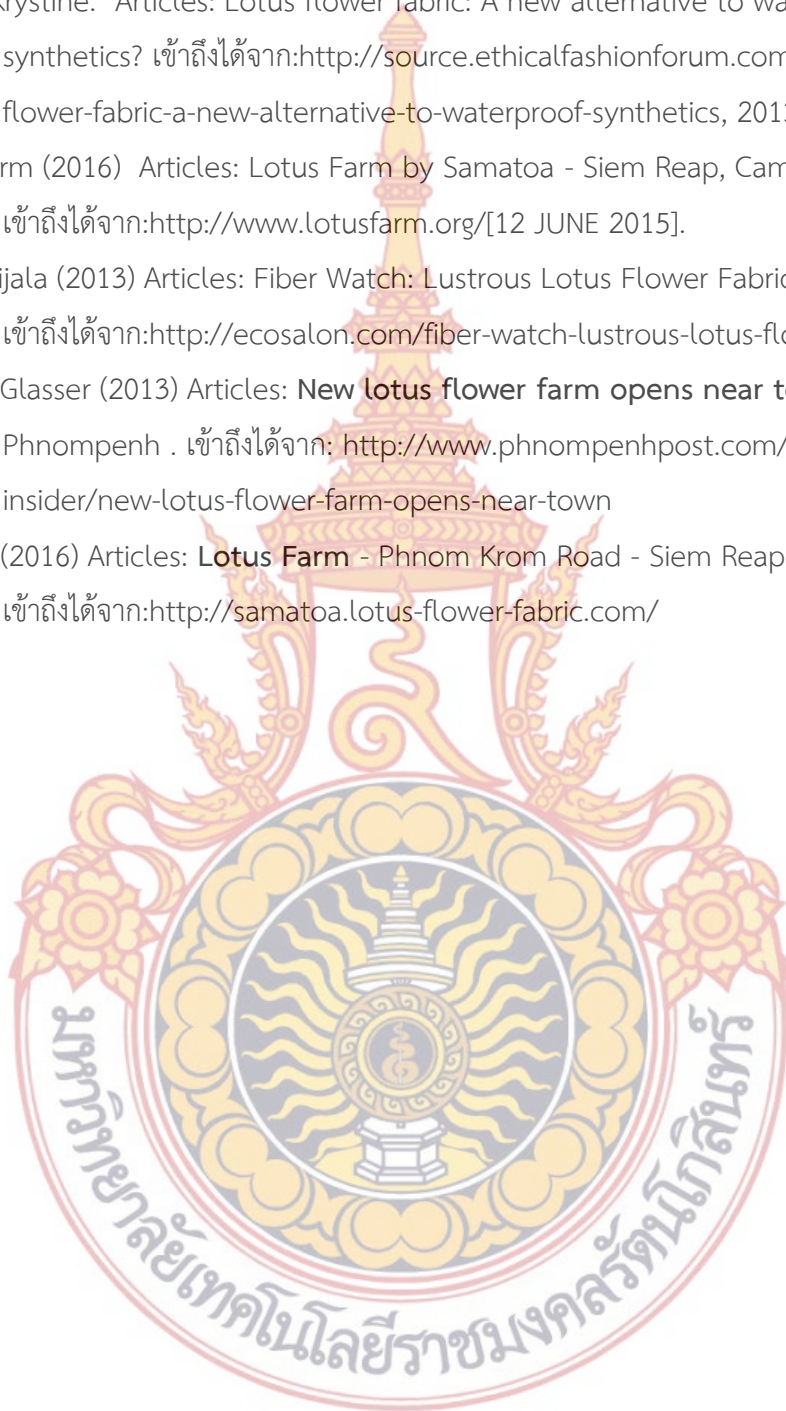 Krystine. Articles: Lotus flower fabric: A new alternative to
synthetics? เข้าถึงได้จาก:http://source.ethicalfashionforum.com
flower-fabric-a-new-alternative-to-waterproof-synthetics,
(2016) Articles: Lotus Farm by Samatoa - Siem Reap,
เข้าถึงได้จาก:http://www.lotusfarm.org/[12 JUNE 2015].
(2013) Articles: Fiber Watch: Lustrous Lotus Flower Fabric
เข้าถึงได้จาก:http://ecosalon.com/fiber-watch-lustrous-lotus-flo
Glasser (2013) Articles: New lotus flower farm opens near
Phnompenh . เข้าถึงได้จาก: http://www.phnompenhpost.com/
insider/new-lotus-flower-farm-opens-near-town
(2016) Articles: Lotus Farm - Phnom Krom Road - Siem Reap
เข้าถึงได้จาก:http://samatoa.lotus-flower-fabric.com/
มหาวิทยาลัยเทคโนโลยีราชมงคลรัตนโกสินทร์